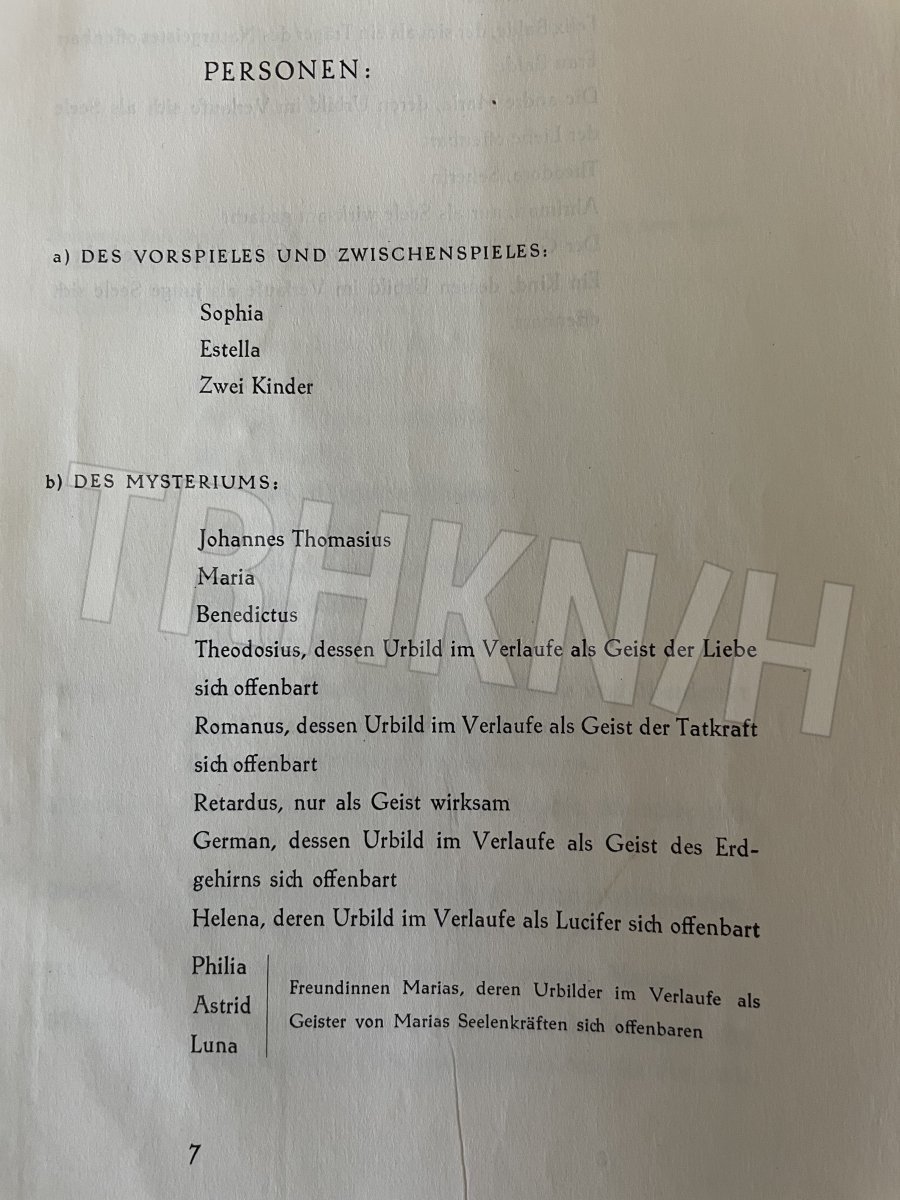 PERSONEN:
a) DES VORSPIELES UND ZWISCHENSPIELES:
Sophia
Estella
Zwei Kinder
b) DES MYSTERIUMS:
Johannes Thomasius
Maria
Benedictus
Theodosius, dessen Urbild im Verlaufe als Geist der Liebe
sich offenbart
Romanus, dessen Urbild im Verlaufe als Geist der Tatkraft
sich offenbart
Retardus, nur als Geist wirksam
German, dessen Urbild im Verlaufe als Geist des Erd-
gehirns sich offenbart
Helena, deren Urbild im Verlaufe als Lucifer sich offenbart
Philia
Astrid
Luna
Freundinnen Marias, deren Urbilder im Verlaufe als
Geister von Marias Seelenkräften sich offenbaren
7
TRHKN/H